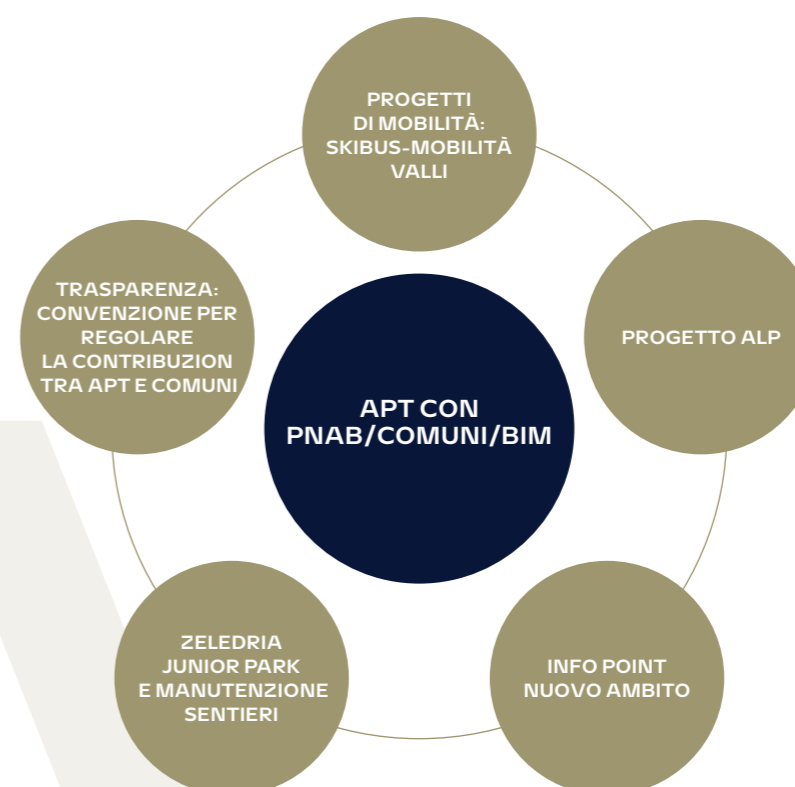 PROGETTI
DI MOBILITÀ:
SKIBUS-MOBILITÀ
VALLI
TRASPARENZA:
CONVENZIONE PER
REGOLARE
LA CONTRIBUZION
TRA APT E COMUNI
PROGETTO ALP
APT CON
PNAB/COMUNI/BIM
ZELEDRIA
JUNIOR PARK
E MANUTENZIONE
SENTIERI
INFO POINT
NUOVO AMBITO